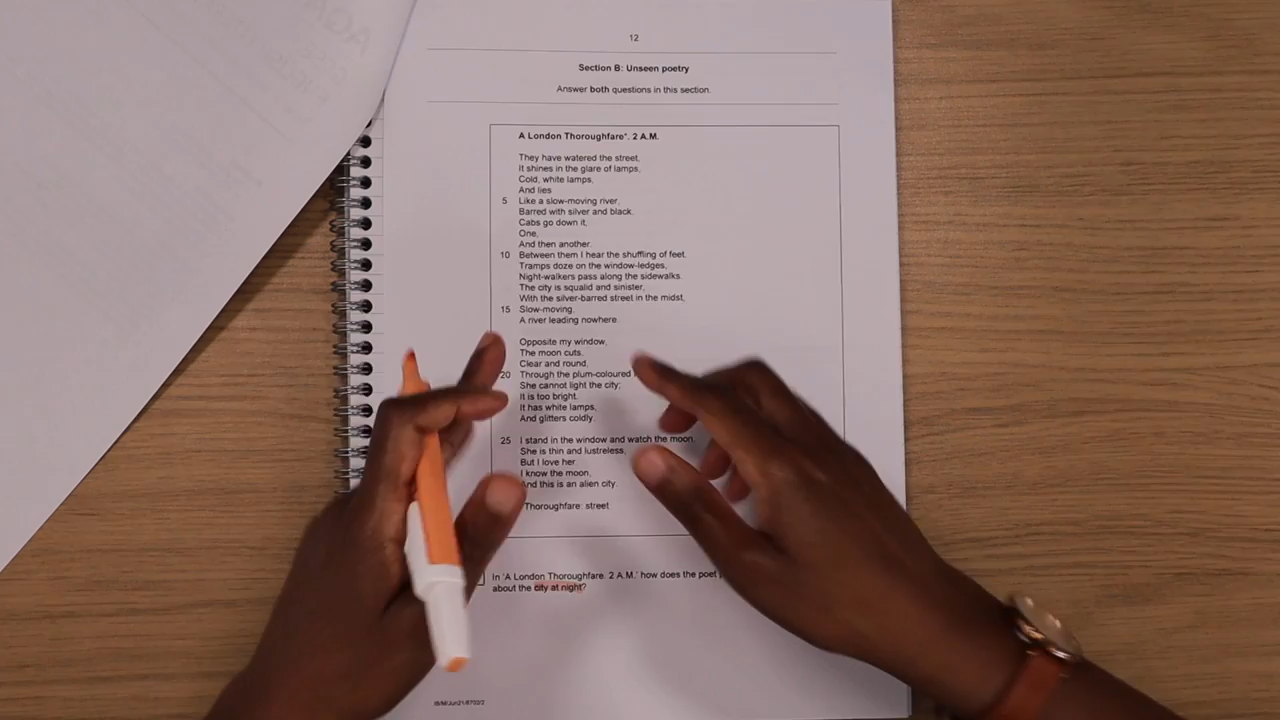 12
Section B: Unseen poetry
Answer both questions in this section.
A London Thoroughfare*. 2 A.M.
They have watered the street,
It shines in the glare of lamps,
Cold, white lamps,
And lies
5 Like a slow-moving river,
Barred with silver and black.
Cabs go down it,
One,
And then another.
10 Between them I hear the shuffling of feet.
Tramps doze on the window-ledges,
Night-walkers pass along the sidewalks.
The city is squalid and sinister,
With the silver-barred street in the midst,
15 Slow-moving,
A river leading nowhere.
Opposite my window,
The moon cuts,
Clear and round,
20 Through the plum-coloured
She cannot light the city;
It is too bright.
It has white lamps,
And glitters coldly.
25 I stand in the window and watch the moon.
She is thin and lustreless,
But I love her.
I know the moon,
And this is an alien city.
Thoroughfare: street
In 'A London Thoroughfare. 2 A.M.' how does the poet
about the city at night?
IB/M/Jun21/8702/2